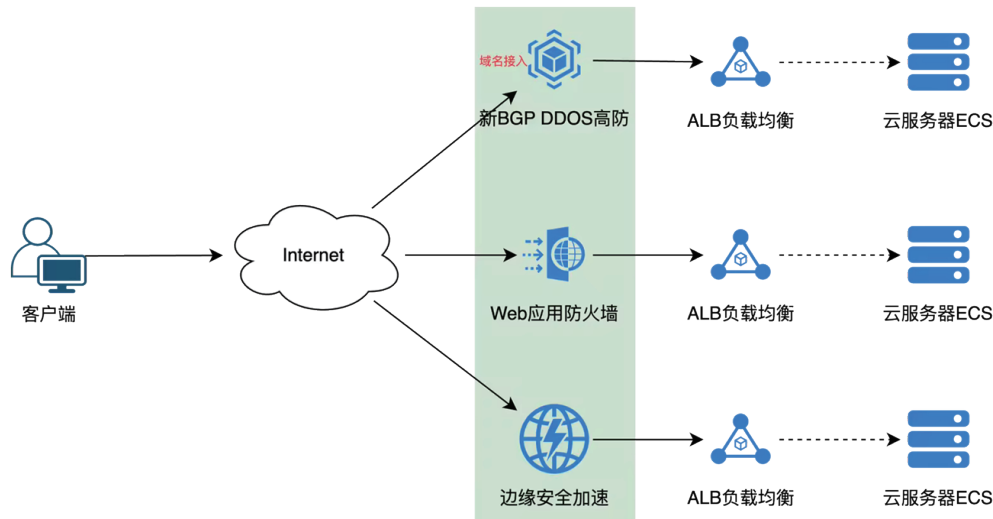 域名接入
新BGP DDOS高防
ALB负载均衡
云服务器ECS
Internet
客户端
Web应用防火墙
ALB负载均衡
云服务器ECS
边缘安全加速
ALB负载均衡
云服务器ECS